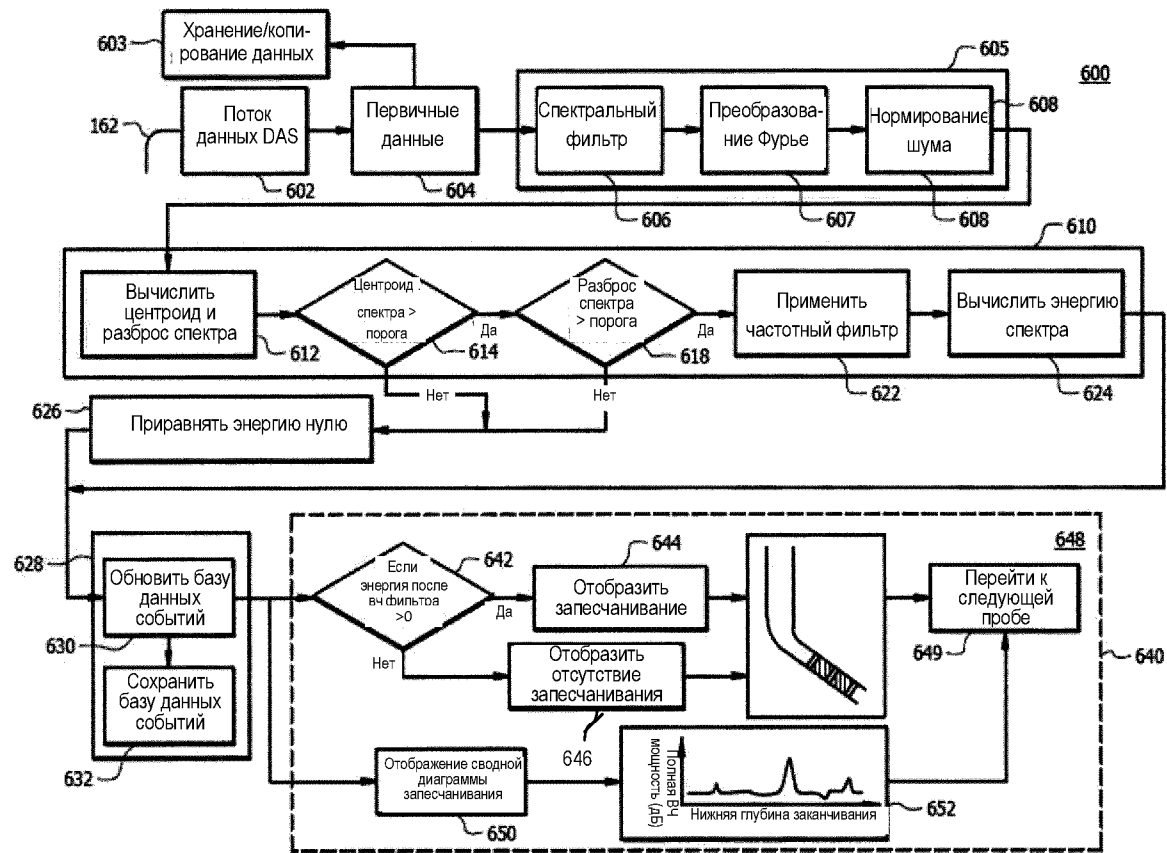 Хранение/копи-
рование данных
603
605
600
162
Поток
данных DAS
602
Первичные
данные
604
Спектральный
фильтр
606
Преобразова-
ние Фурье
607
Нормирование
шума
608
608
610
Вычислить
центроид и
разброс спектра
612
Центроид
спектра >
порога
614
Да
Нет
Разброс
спектра
> порога
618
Да
Нет
Применить
частотный фильтр
622
Вычислить энергию
спектра
624
626
Приравнять энергию нулю
628
Обновить базу
данных
событий
630
Сохранить
базу данных
событий
632
Если
энергия после
вч фильтра
>0
642
Да
Нет
644
Отобразить
запесчанивание
Отобразить
отсутствие
запесчанивания
646
648
Перейти к
следующей
пробе
649
640
Отображение сводной
диаграммы
запесчанивания
650
Полная ВЧ
мощность (дБ)
Нижняя глубина заканчивания
652